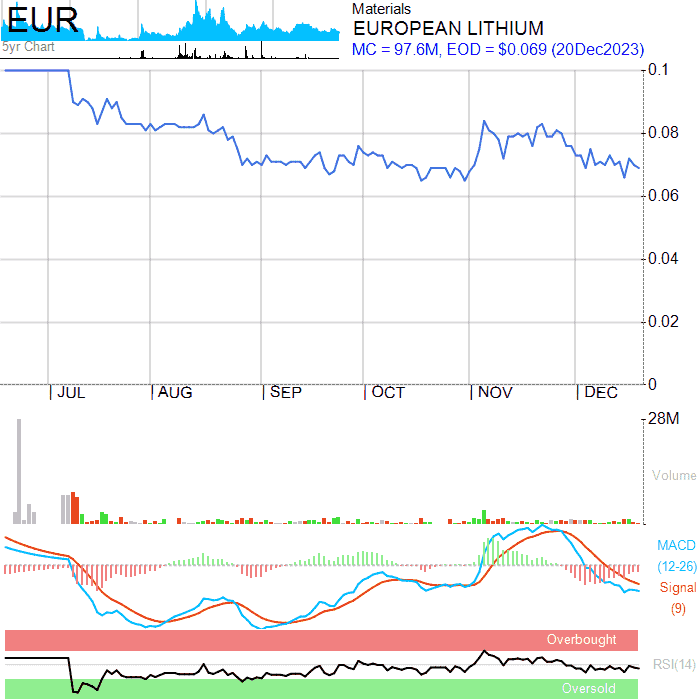 EUR
5yr Chart
Materials
EUROPEAN LITHIUM
MC = 97.6M, EOD = $0.069 (20Dec2023)
0.1
0.08
0.06
0.04
0.02
0
JUL AUG SEP OCT NOV DEC
28M
Volume
MACD
(12-26)
Signal
(9)
Overbought
RSI(14)
Oversold